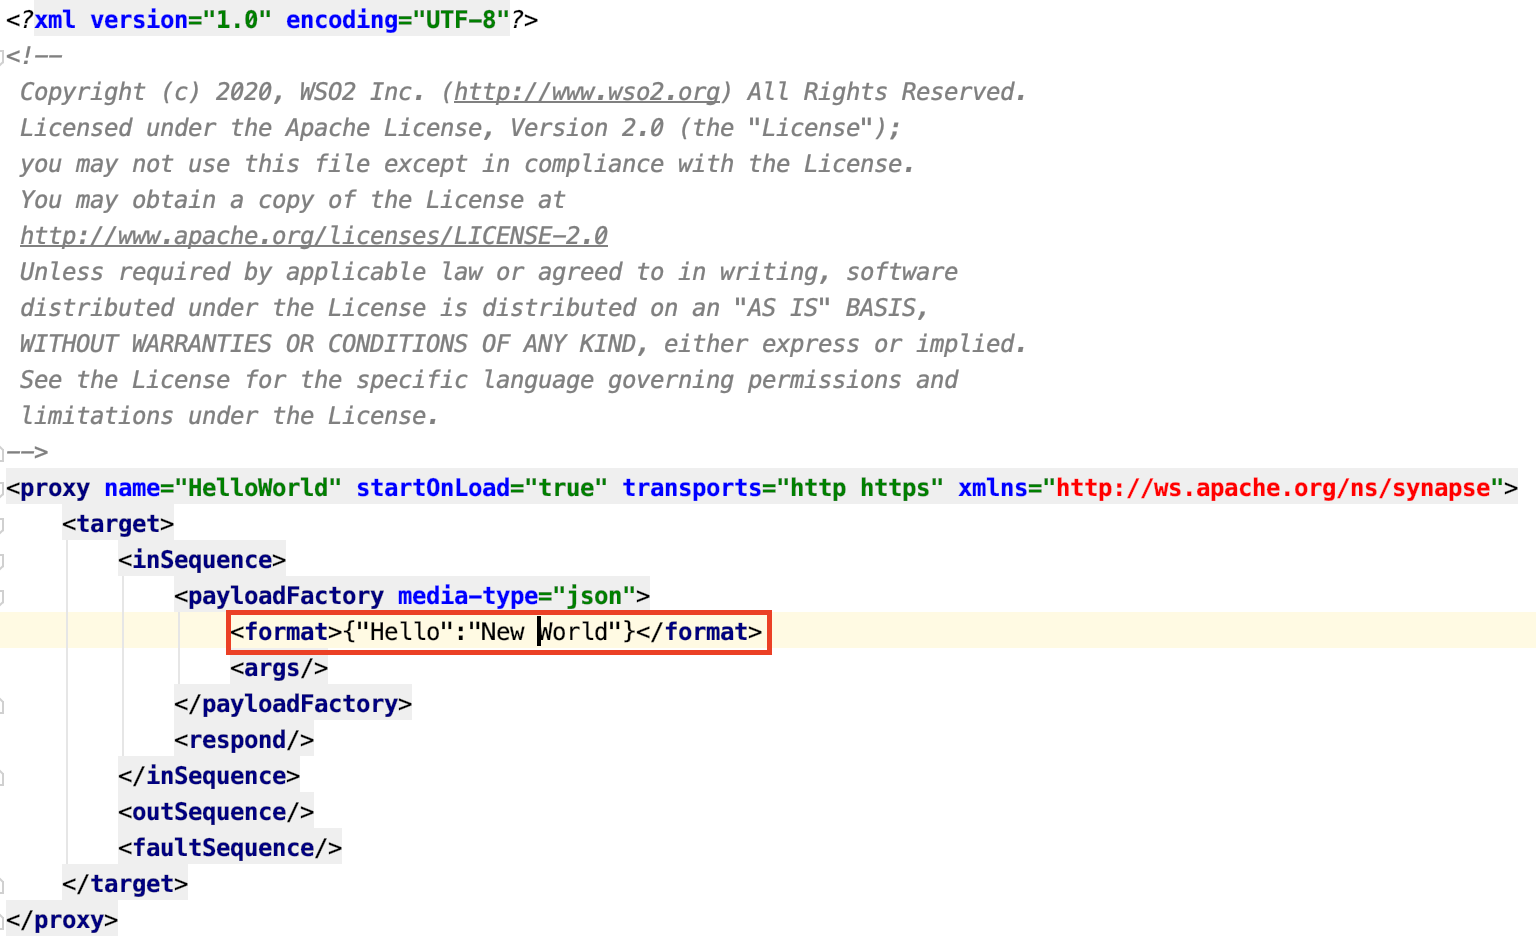 <?xml version="1.0" encoding="UTF-8"?>
<!--
Copyright (c) 2020, WSO2 Inc. (http://www.wso2.org) All Rights Reserved.
Licensed under the Apache License, Version 2.0 (the "License");
you may not use this file except in compliance with the License.
You may obtain a copy of the License at
http://www.apache.org/licenses/LICENSE-2.0
Unless required by applicable law or agreed to in writing, software
distributed under the License is distributed on an "AS IS" BASIS,
WITHOUT WARRANTIES OR CONDITIONS OF ANY KIND, either express or implied.
See the License for the specific language governing permissions and
limitations under the License.
-->
<proxy name="HelloWorld" startOnLoad="true" transports="http https" xmlns="http://ws.apache.org/ns/synapse">
<target>
<inSequence>
<payloadFactory media-type="json">
<format>{"Hello":"New World"}</format>
<args/>
</payloadFactory>
<respond/>
</inSequence>
<outSequence/>
<faultSequence/>
</target>
</proxy>